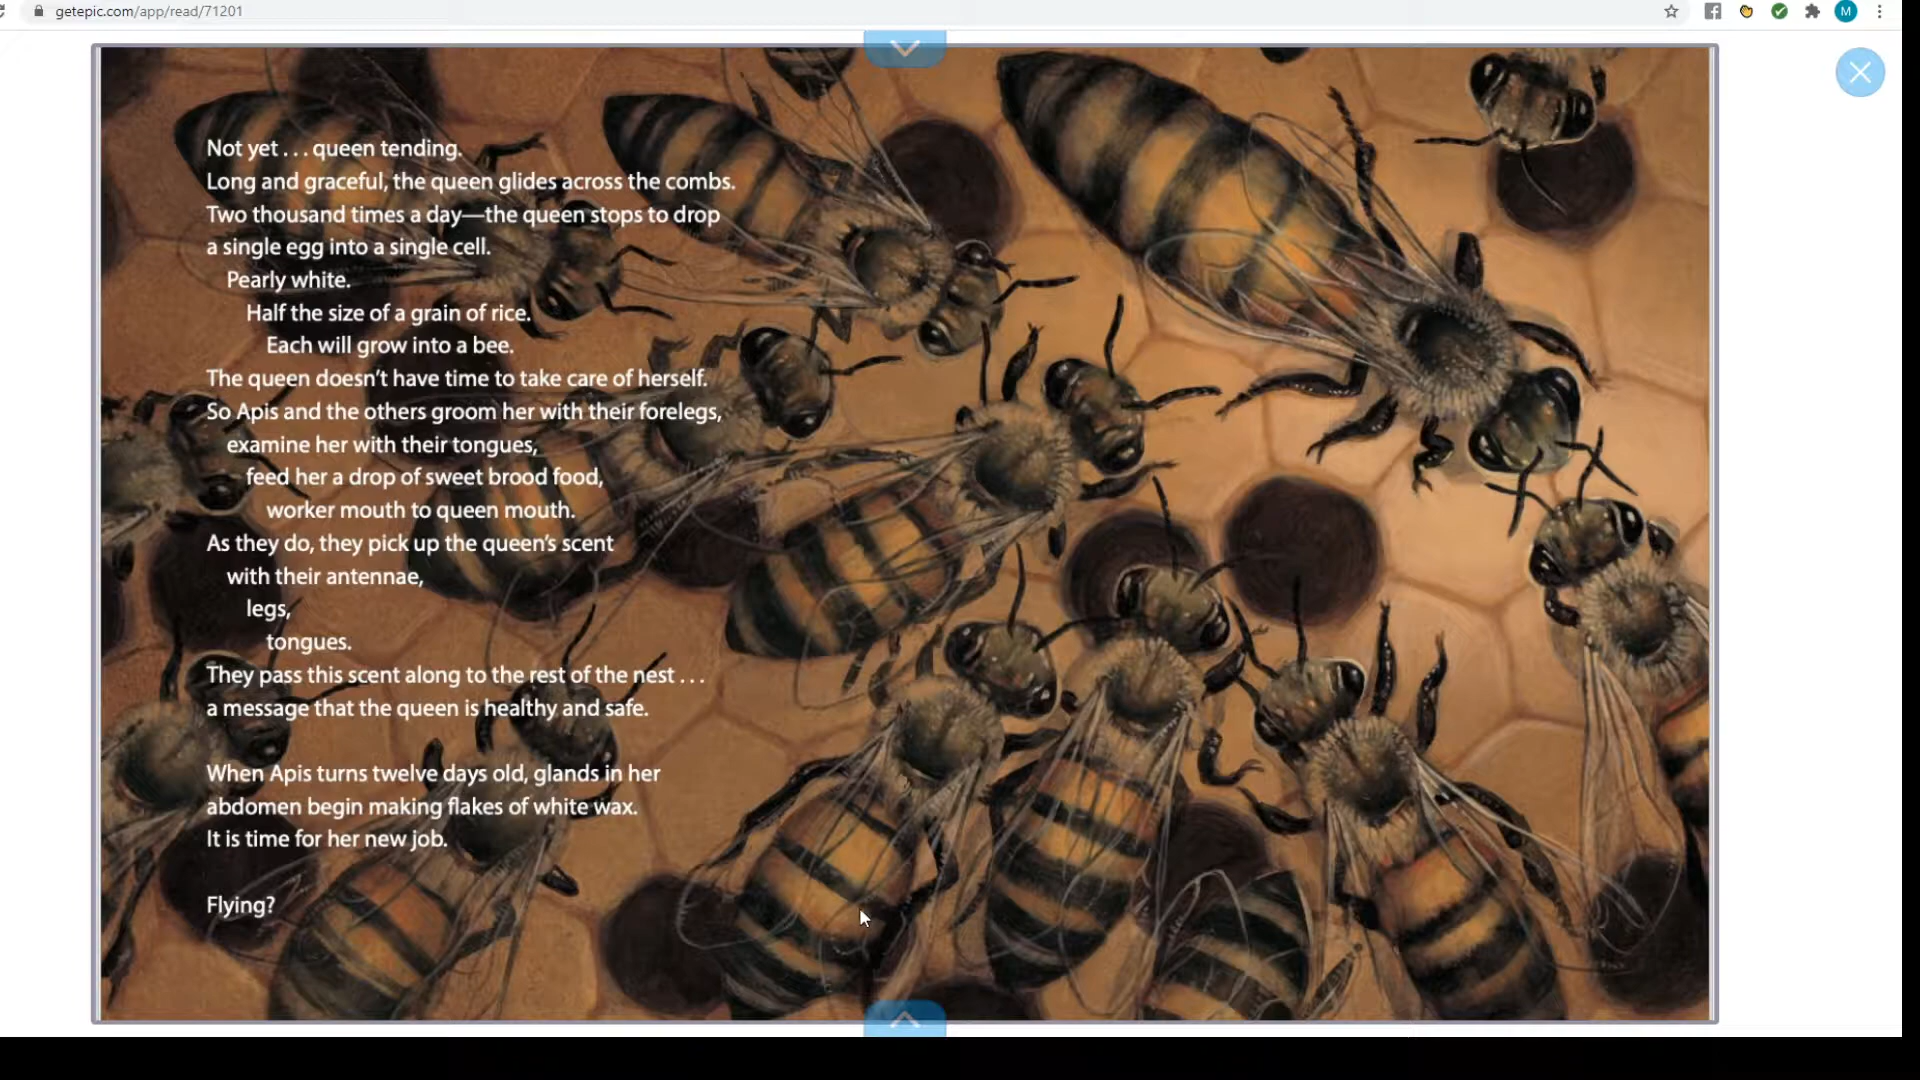 getepic.com/app/read/71201
M
Not yet . . . queen tending.
Long and graceful, the queen glides across the combs.
Two thousand times a day—the queen stops to drop
a single egg into a single cell.
Pearly white.
Half the size of a grain of rice.
Each will grow into a bee.
The queen doesn’t have time to take care of herself.
So Apis and the others groom her with their forelegs,
examine her with their tongues,
feed her a drop of sweet brood food,
worker mouth to queen mouth.
As they do, they pick up the queen’s scent
with their antennae,
legs,
tongues.
They pass this scent along to the rest of the nest . . .
a message that the queen is healthy and safe.
When Apis turns twelve days old, glands in her
abdomen begin making flakes of white wax.
It is time for her new job.
Flying?